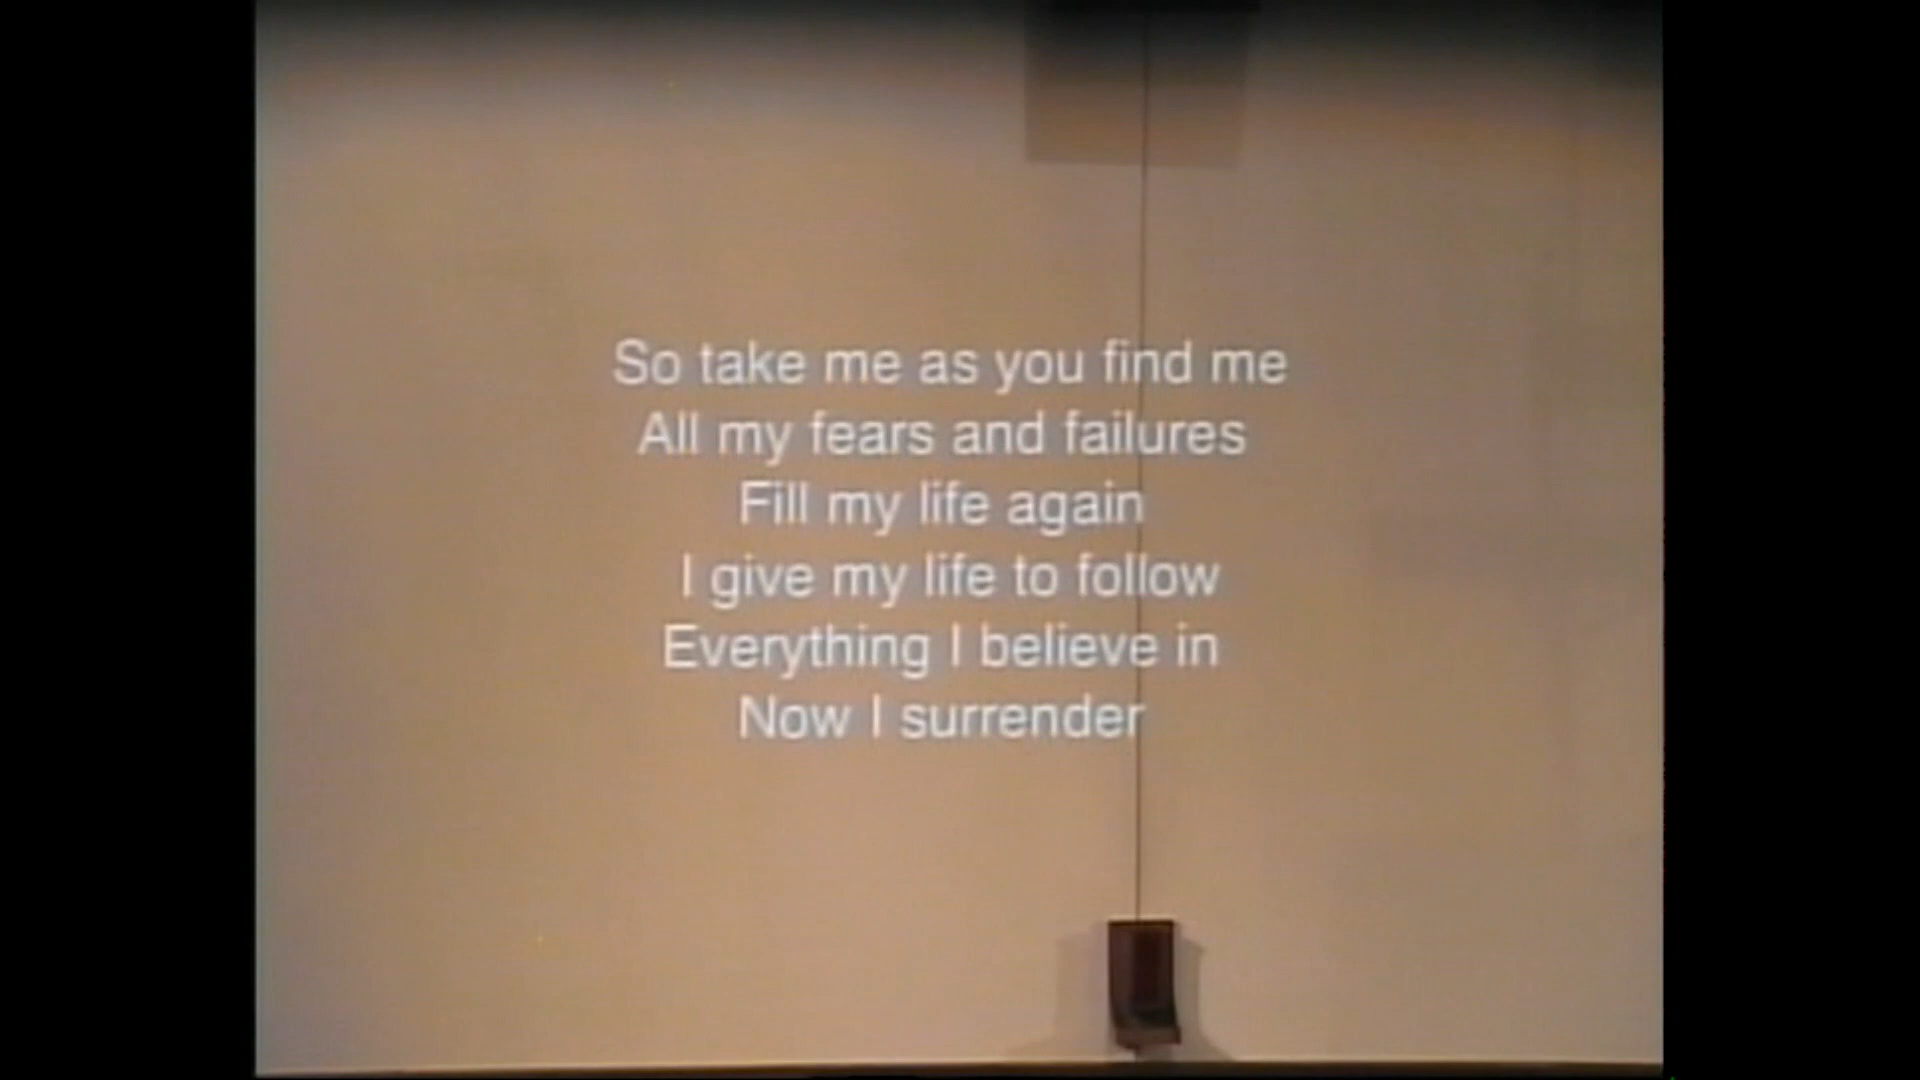 So take me as you find me
All my fears and failures
Fill my life again
I give my life to follow
Everything I believe in
Now I surrender